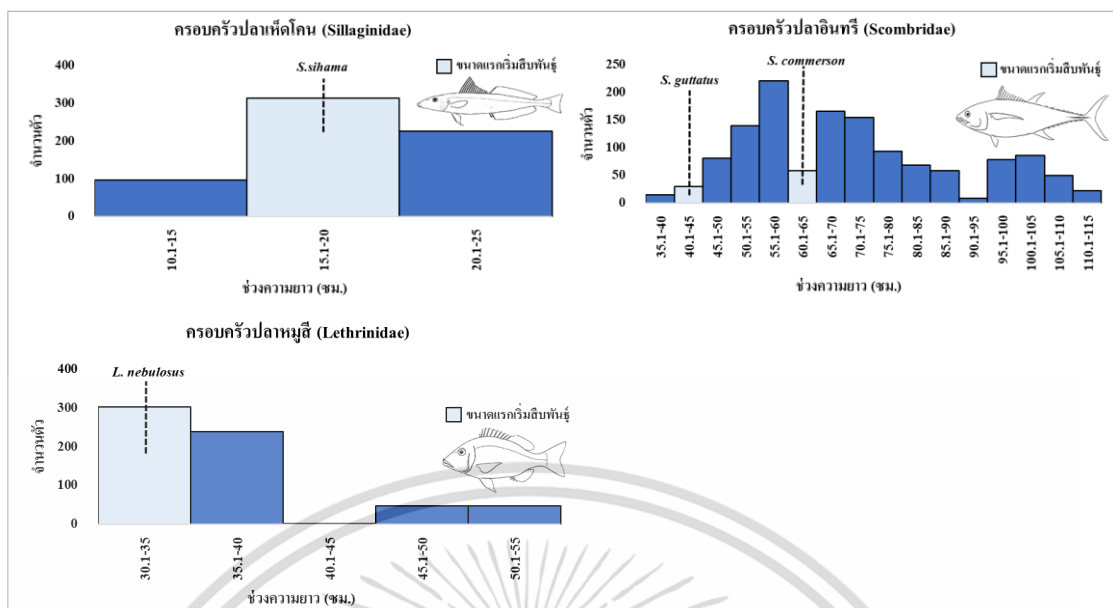 ครอบครัวปลาเห็ดโคน (Sillaginidae)
400
300
200
100
0
จำนวนตัว
S.sihama
ขนาดแรกเริ่มสืบพันธุ์
10.1-15
15.1-20
20.1-25
ช่วงความยาว (ซม.)
ครอบครัวปลาอินทรี (Scombridae)
250
200
150
100
50
0
จำนวนตัว
S. guttatus
S. commerson
ขนาดแรกเริ่มสืบพันธุ์
35.1-40
40.1-45
45.1-50
50.1-55
55.1-60
60.1-65
65.1-70
70.1-75
75.1-80
80.1-85
85.1-90
90.1-95
95.1-100
100.1-105
105.1-110
110.1-115
ช่วงความยาว (ซม.)
ครอบครัวปลาหมูสี (Lethrinidae)
400
300
200
100
0
จำนวนตัว
L. nebulosus
ขนาดแรกเริ่มสืบพันธุ์
30.1-35
35.1-40
40.1-45
45.1-50
50.1-55
ช่วงความยาว (ซม.)